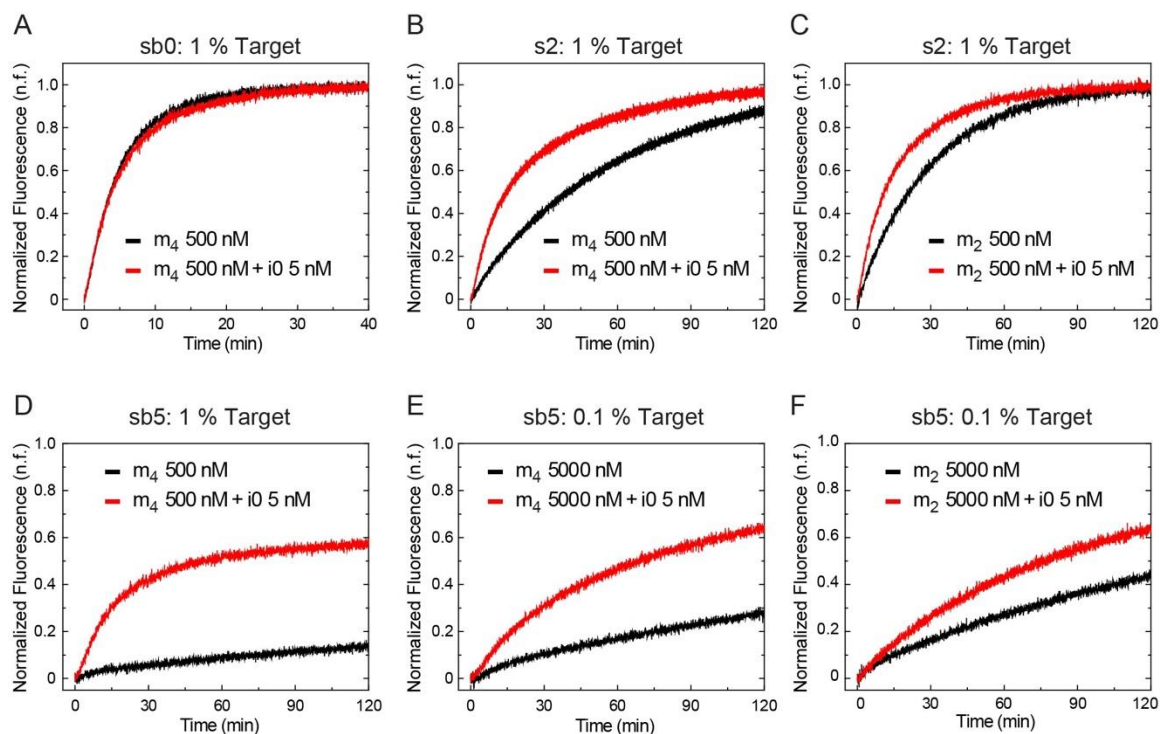 A
sb0: 1 % Target
Normalized Fluorescence (n.f.)
1.0
0.8
0.6
0.4
0.2
0
m4 500 nM
m4 500 nM + i0 5 nM
0 10 20 30 40
Time (min)
B
s2: 1 % Target
Normalized Fluorescence (n.f.)
1.0
0.8
0.6
0.4
0.2
0
m4 500 nM
m4 500 nM + i0 5 nM
0 30 60 90 120
Time (min)
C
s2: 1 % Target
Normalized Fluorescence (n.f.)
1.0
0.8
0.6
0.4
0.2
0
m2 500 nM
m2 500 nM + i0 5 nM
0 30 60 90 120
Time (min)
D
sb5: 1 % Target
Normalized Fluorescence (n.f.)
1.0
0.8
0.6
0.4
0.2
0
m4 500 nM
m4 500 nM + i0 5 nM
0 30 60 90 120
Time (min)
E
sb5: 0.1 % Target
Normalized Fluorescence (n.f.)
1.0
0.8
0.6
0.4
0.2
0
m4 5000 nM
m4 5000 nM + i0 5 nM
0 30 60 90 120
Time (min)
F
sb5: 0.1 % Target
Normalized Fluorescence (n.f.)
1.0
0.8
0.6
0.4
0.2
0
m2 5000 nM
m2 5000 nM + i0 5 nM
0 30 60 90 120
Time (min)